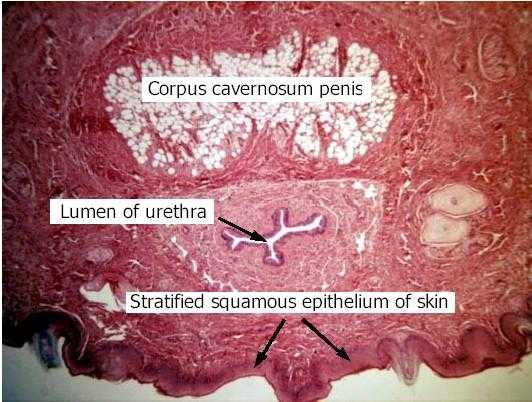 Corpus cavernosum penis
Lumen of urethra
Stratified squamous epithelium of skin